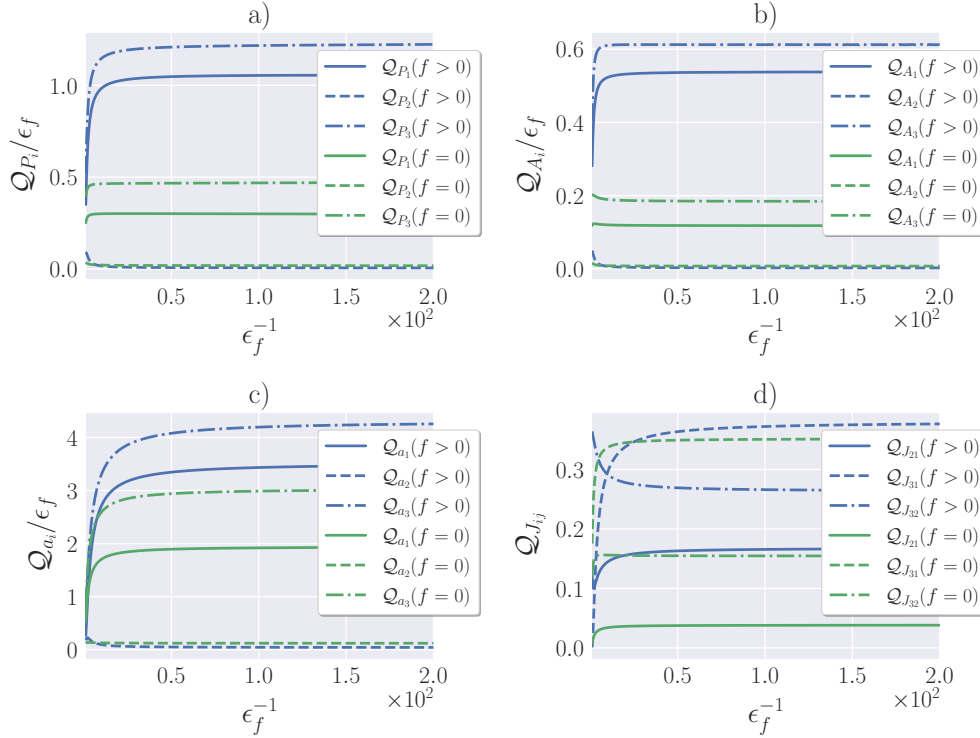 a)
1.0
0.5
0.0
0.5
1.0
1.5
2.0
×10²
𝒬_{P_i}/ϵ_f
ϵ_f^{-1}
𝒬_{P_1}(f > 0)
𝒬_{P_2}(f > 0)
𝒬_{P_3}(f > 0)
𝒬_{P_1}(f = 0)
𝒬_{P_2}(f = 0)
𝒬_{P_3}(f = 0)
b)
0.6
0.4
0.2
0.0
0.5
1.0
1.5
2.0
×10²
𝒬_{A_i}/ϵ_f
ϵ_f^{-1}
𝒬_{A_1}(f > 0)
𝒬_{A_2}(f > 0)
𝒬_{A_3}(f > 0)
𝒬_{A_1}(f = 0)
𝒬_{A_2}(f = 0)
𝒬_{A_3}(f = 0)
c)
4
3
2
1
0
0.5
1.0
1.5
2.0
×10²
𝒬_{a_i}/ϵ_f
ϵ_f^{-1}
𝒬_{a_1}(f > 0)
𝒬_{a_2}(f > 0)
𝒬_{a_3}(f > 0)
𝒬_{a_1}(f = 0)
𝒬_{a_2}(f = 0)
𝒬_{a_3}(f = 0)
d)
0.3
0.2
0.1
0.0
0.5
1.0
1.5
2.0
×10²
𝒬_{J_{ij}}
ϵ_f^{-1}
𝒬_{J_{21}}(f > 0)
𝒬_{J_{31}}(f > 0)
𝒬_{J_{32}}(f > 0)
𝒬_{J_{21}}(f = 0)
𝒬_{J_{31}}(f = 0)
𝒬_{J_{32}}(f = 0)